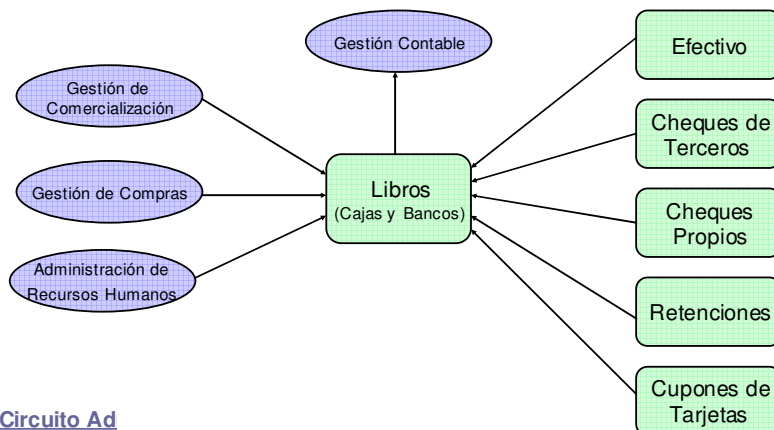 Gestión Contable
Efectivo
Gestión de
Comercialización
Cheques de
Terceros
Gestión de Compras
Libros
(Cajas y Bancos)
Cheques
Propios
Administración de
Recursos Humanos
Retenciones
Cupones de
Tarjetas
Circuito Ad